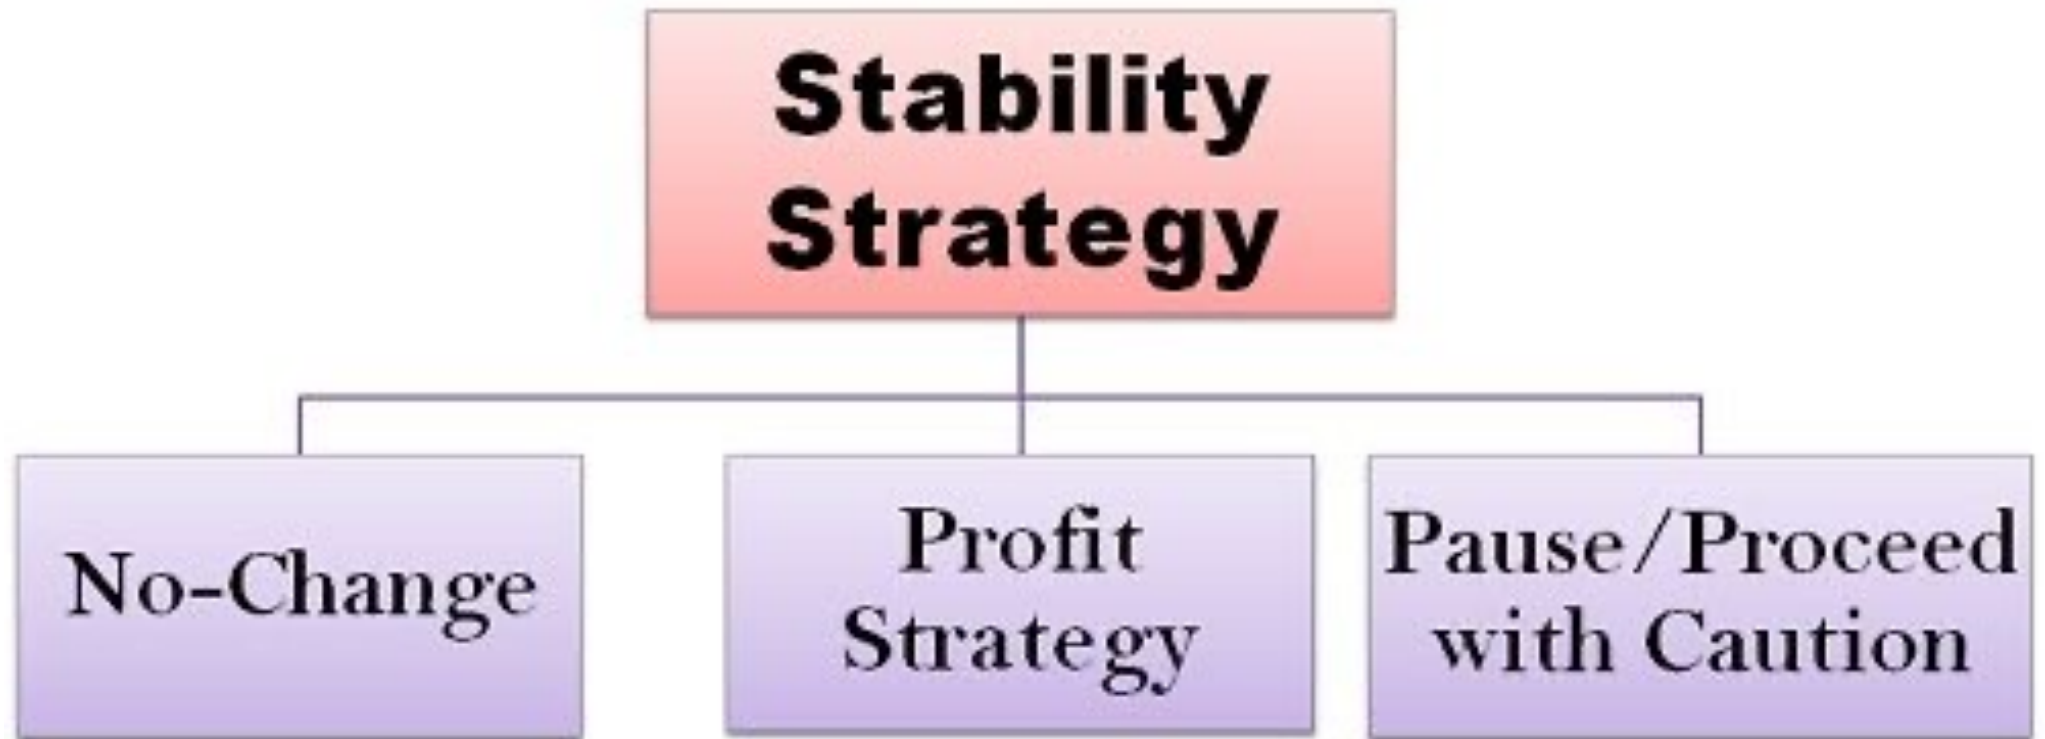 Stability
Strategy
No-Change
Profit
Strategy
Pause/Proceed
with Caution